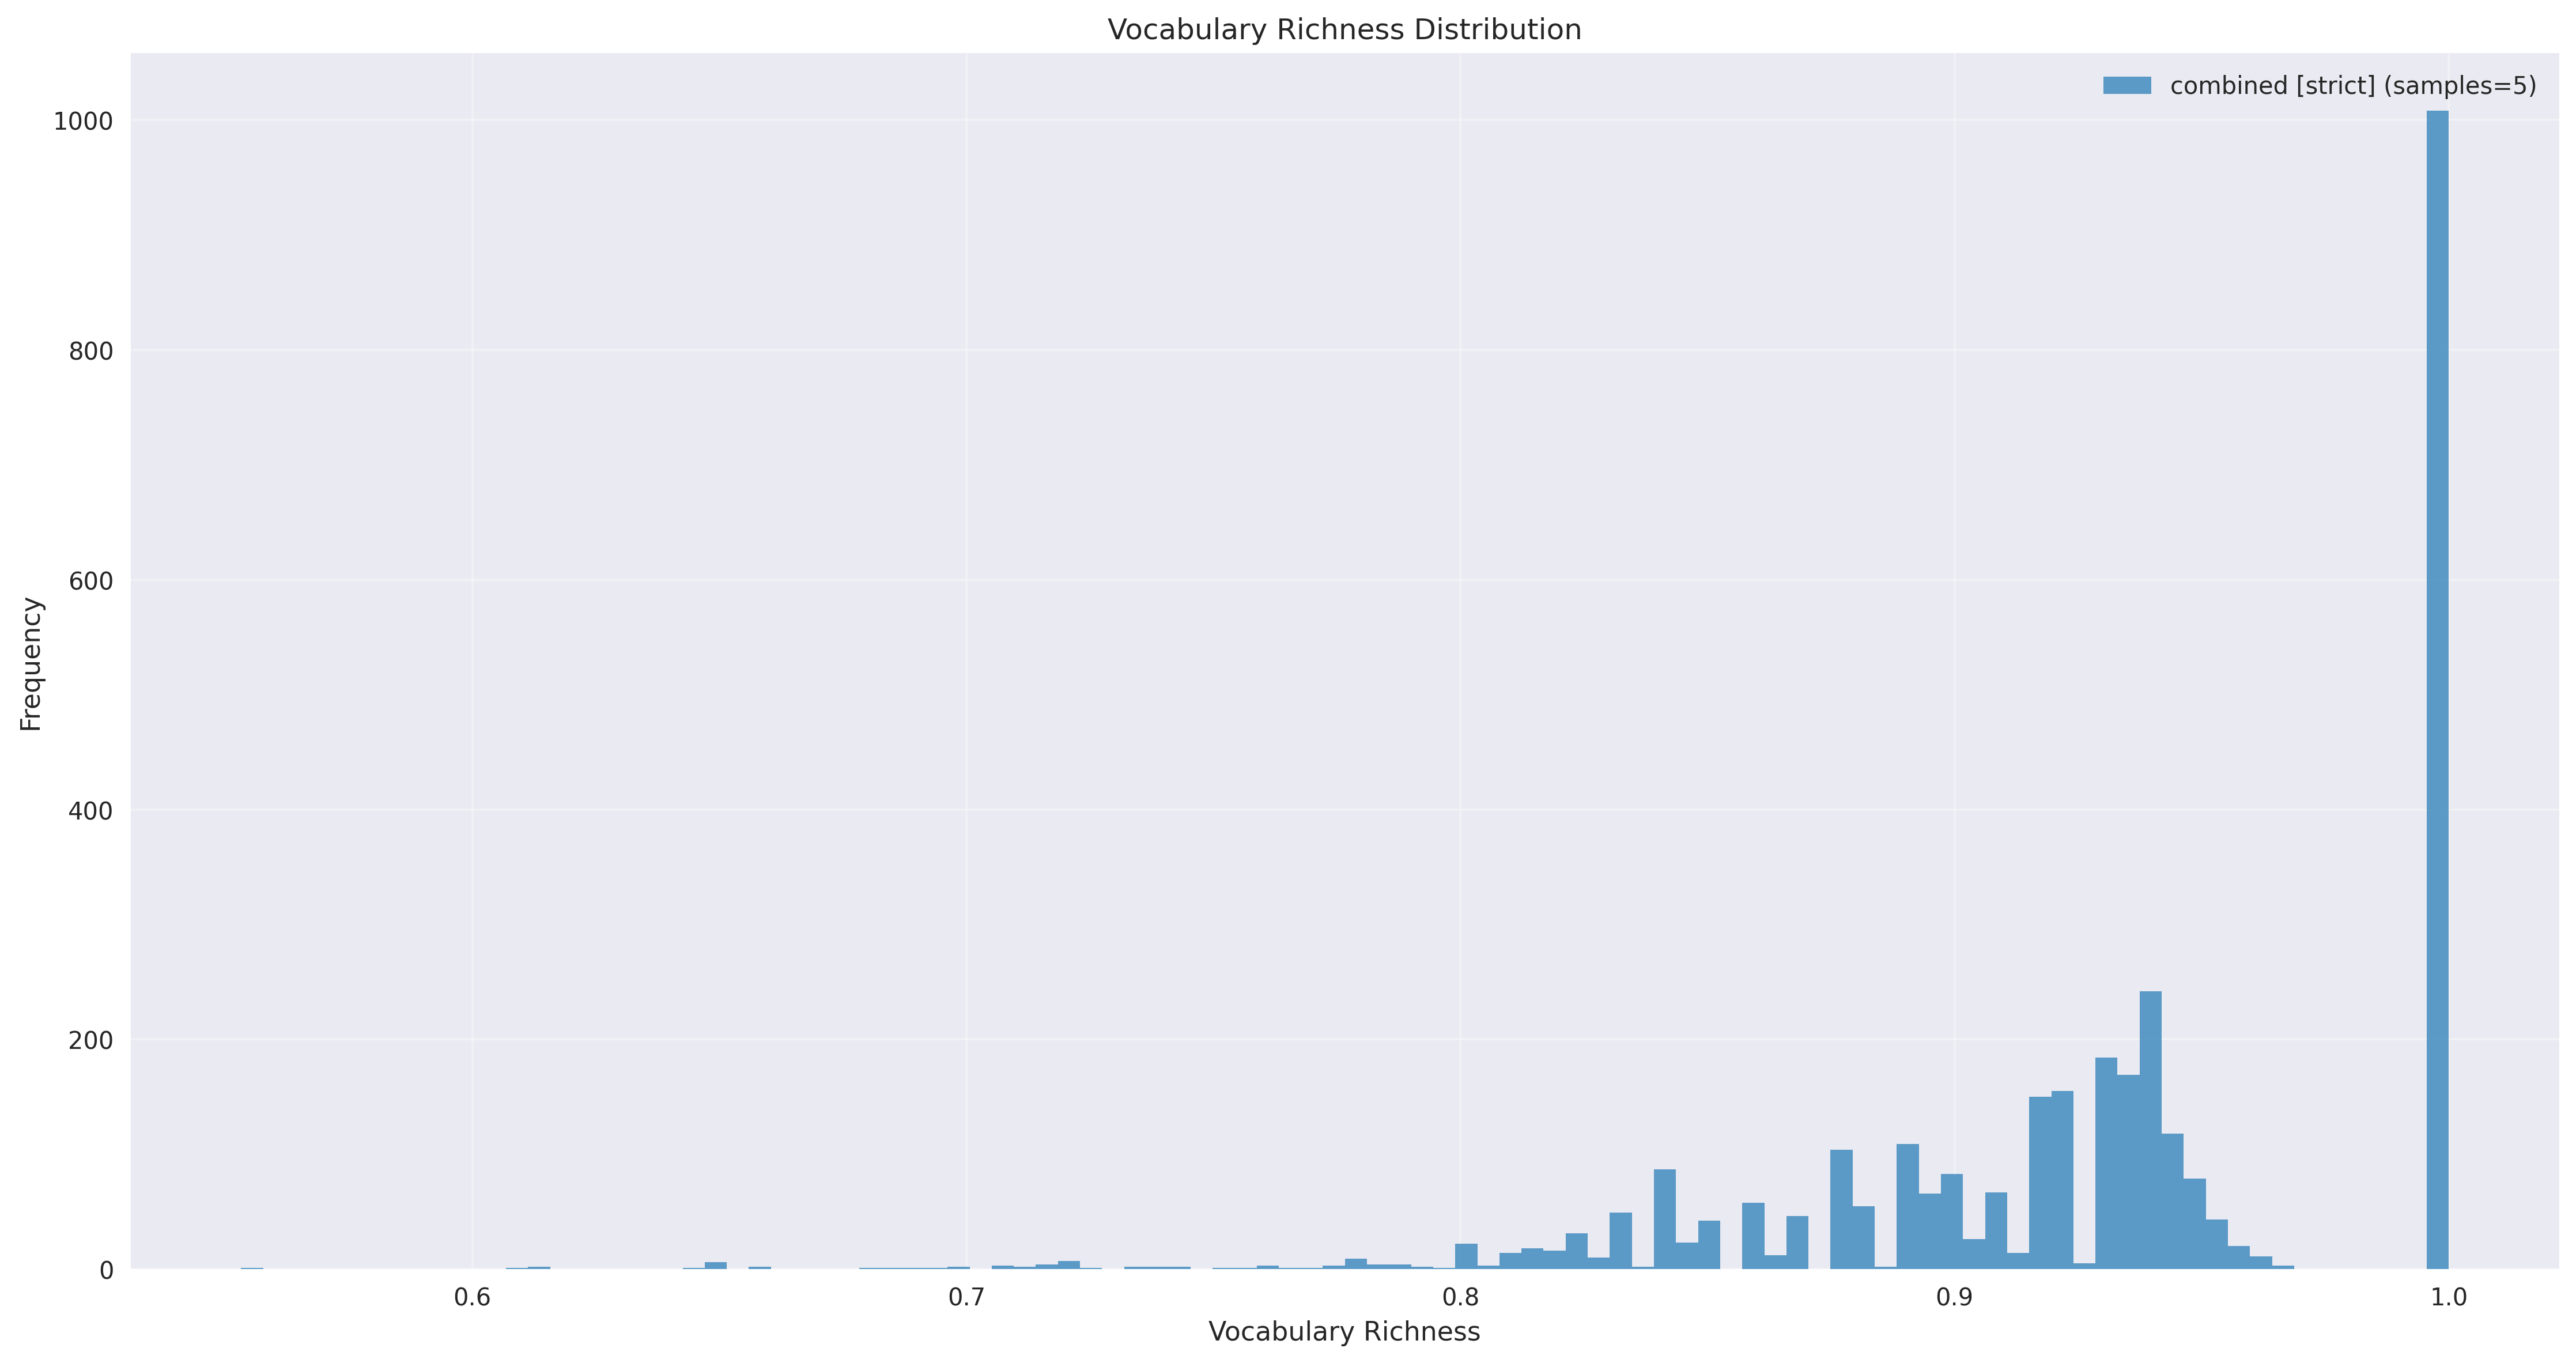 Vocabulary Richness Distribution
combined [strict] (samples=5)
1000
800
600
400
200
0
Frequency
0.6 0.7 0.8 0.9 1.0
Vocabulary Richness